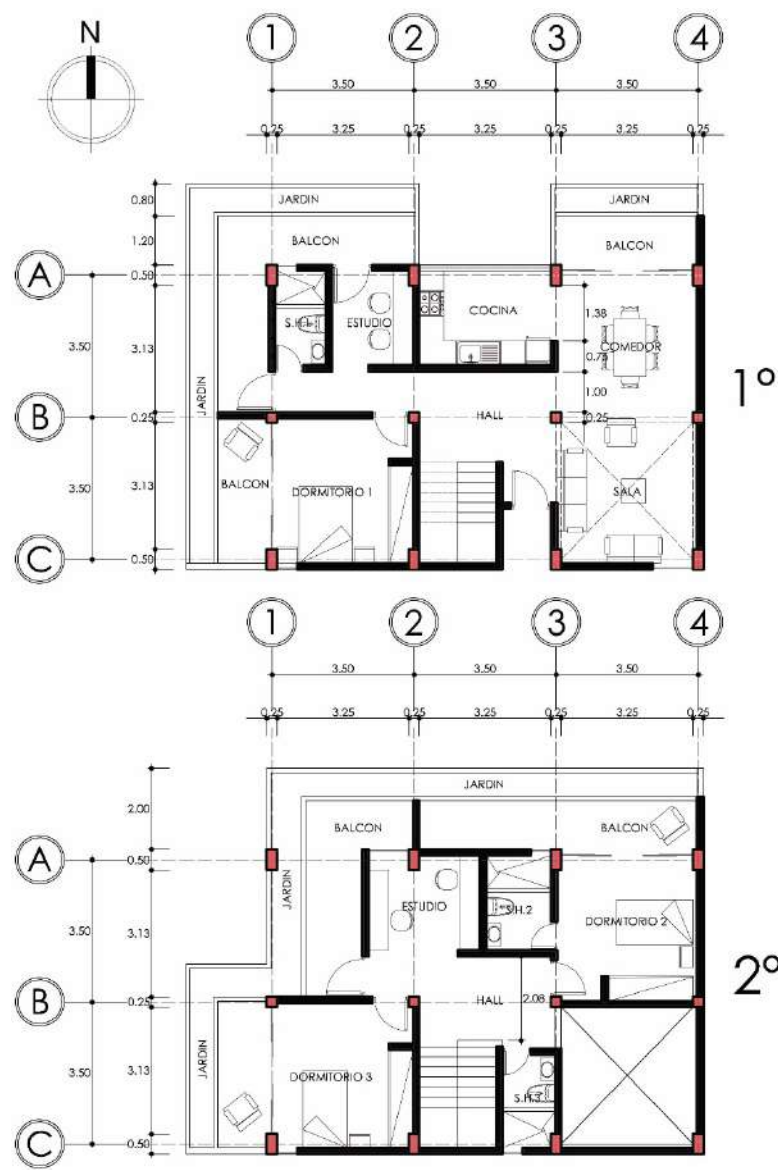 N
1 2 3 4
3.50 3.50 3.50
0.25 3.25 0.25 3.25 0.25 3.25 0.25
0.80
JARDIN JARDIN
1.20
BALCON BALCON
A
0.50
COCINA
1.38
3.50 3.13
S.H.1 ESTUDIO
COMEDOR
0.75
1º
JARDIN
1.00
B
0.25
HALL
0.25
3.50 3.13
BALCON DORMITORIO 1 SALA
C
0.50
1 2 3 4
3.50 3.50 3.50
0.25 3.25 0.25 3.25 0.25 3.25 0.25
JARDIN
2.00
BALCON BALCON
A
0.50
JARDIN
ESTUDIO S.H.2
DORMITORIO 2
3.50 3.13
2º
B
0.25
HALL
2.08
JARDIN
3.50 3.13
DORMITORIO 3
S.H.3
C
0.50